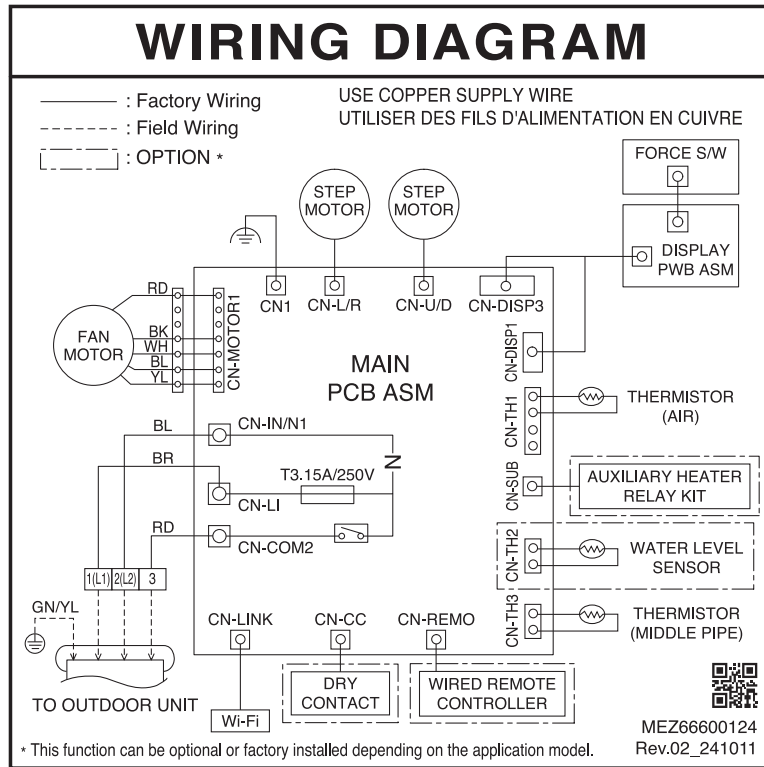 WIRING DIAGRAM
: Factory Wiring
: Field Wiring
: OPTION *
USE COPPER SUPPLY WIRE
UTILISER DES FILS D'ALIMENTATION EN CUIVRE
FORCE S/W
DISPLAY
PWB ASM
STEP
MOTOR
STEP
MOTOR
CN1
CN-L/R
CN-U/D
CN-DISP3
RD
BK
WH
BL
YL
FAN
MOTOR
CN-MOTOR1
MAIN
PCB ASM
CN-DISP1
CN-TH1
THERMISTOR
(AIR)
BL
CN-IN/N1
BR
T3.15A/250V
N
CN-LI
CN-SUB
AUXILIARY HEATER
RELAY KIT
RD
CN-COM2
CN-TH2
WATER LEVEL
SENSOR
1(L1) 2(L2) 3
GN/YL
CN-LINK
CN-CC
CN-REMO
CN-TH3
THERMISTOR
(MIDDLE PIPE)
TO OUTDOOR UNIT
Wi-Fi
DRY
CONTACT
WIRED REMOTE
CONTROLLER
MEZ66600124
Rev.02_241011
* This function can be optional or factory installed depending on the application model.